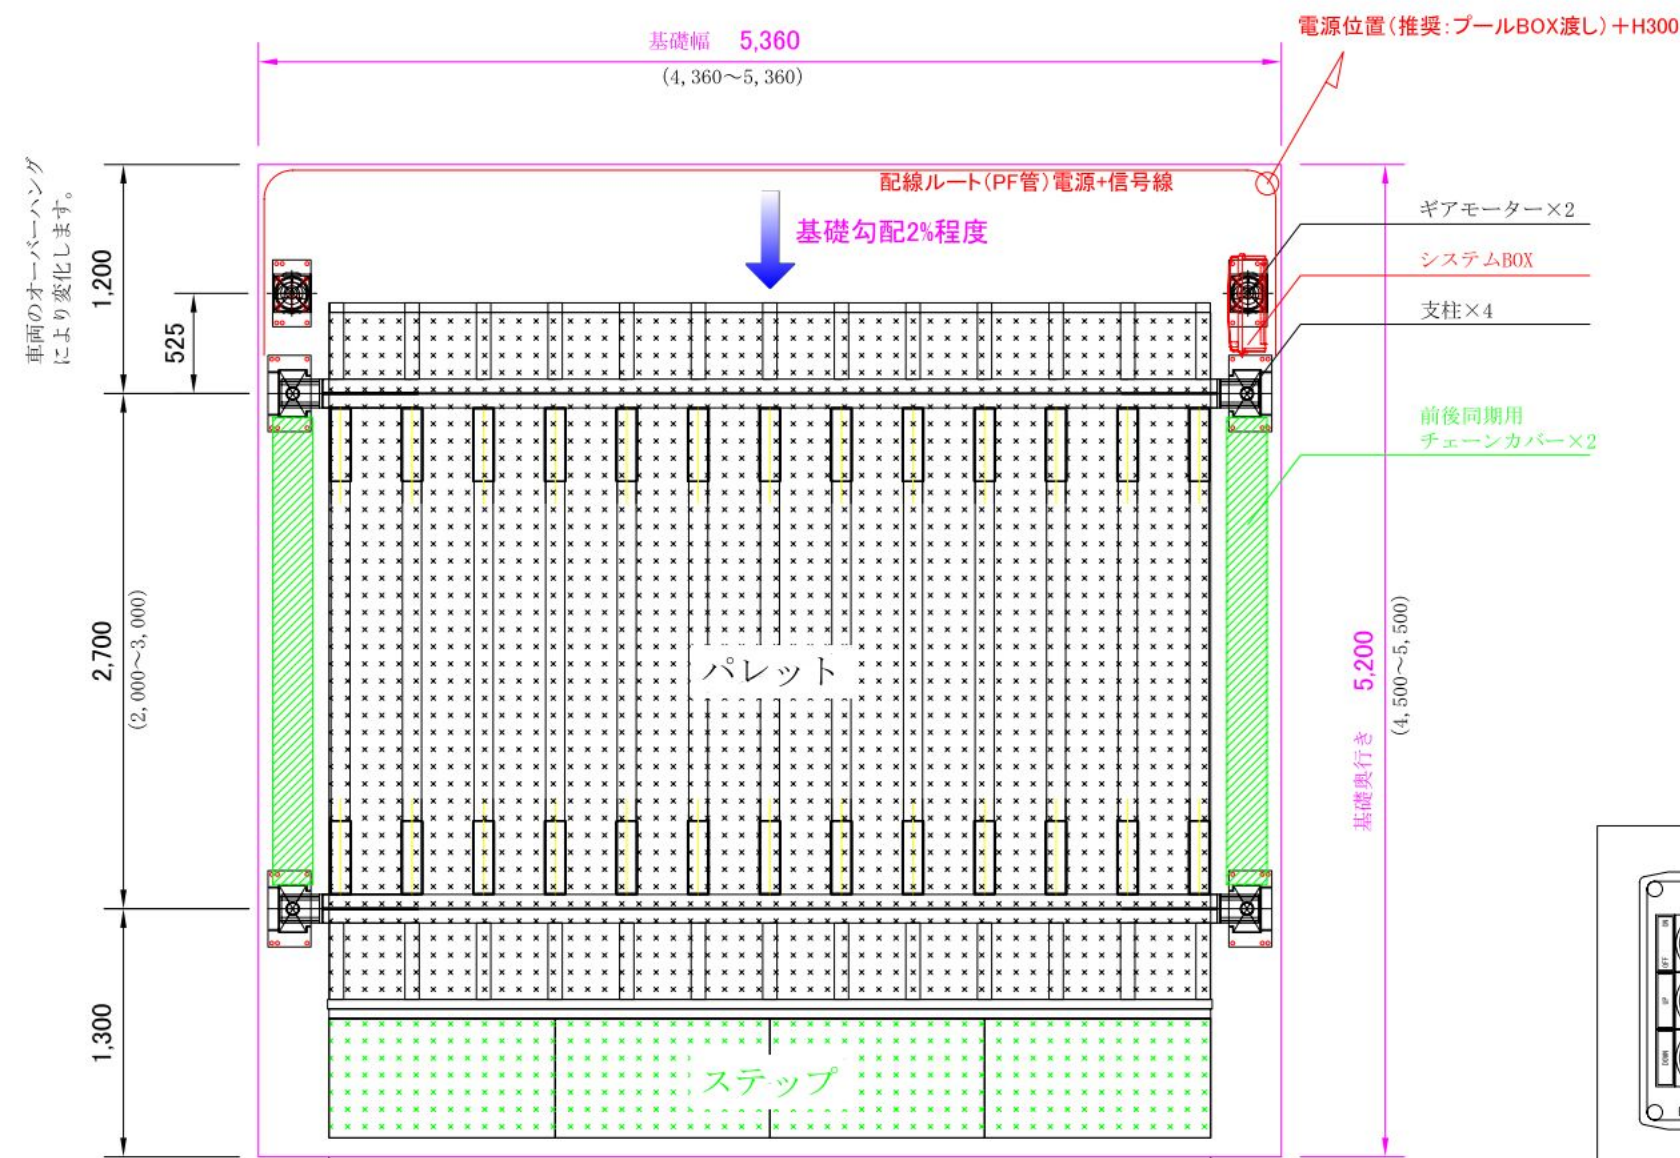 電源位置(推奨:プールBOX渡し)+H300
基礎幅 5,360
(4,360～5,360)
車両のオーバーハング
により変化します。
配線ルート(PF管)電源+信号線
基礎勾配2%程度
ギアモーター×2
システムBOX
支柱×4
前後同期用
チェーンカバー×2
1,200
525
2,700
(2,000～3,000)
1,300
パレット
ステップ
基礎奥行き 5,200
(4,500～5,500)
ON
OFF
UP
DOWN